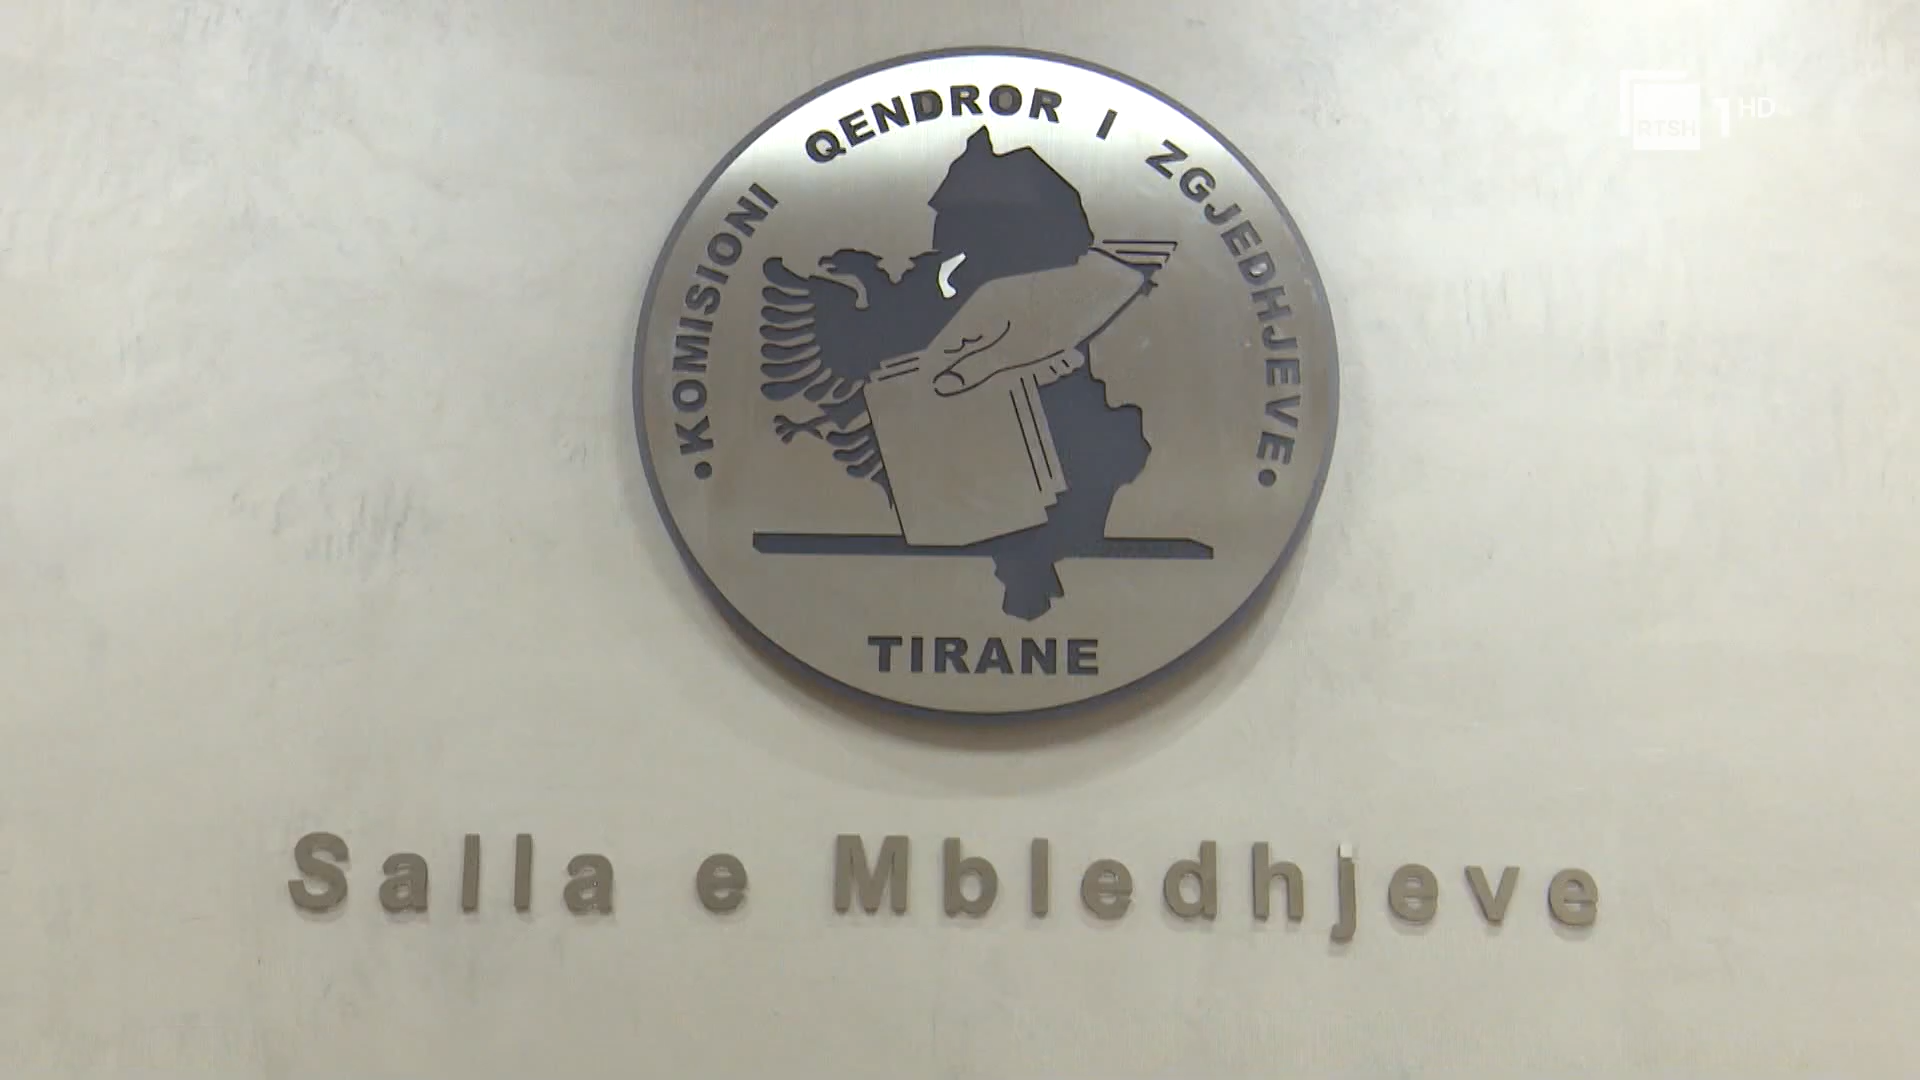 •KOMISIONI QENDROR I ZGJEDHJEVE•
TIRANE
Salla e Mbledhjeve
RTSH 1 HD